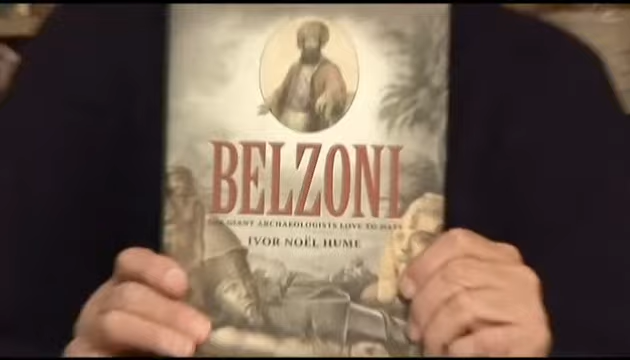 BELZONI
THE GIANT ARCHAEOLOGISTS LOVE TO HATE
IVOR NOËL HUME